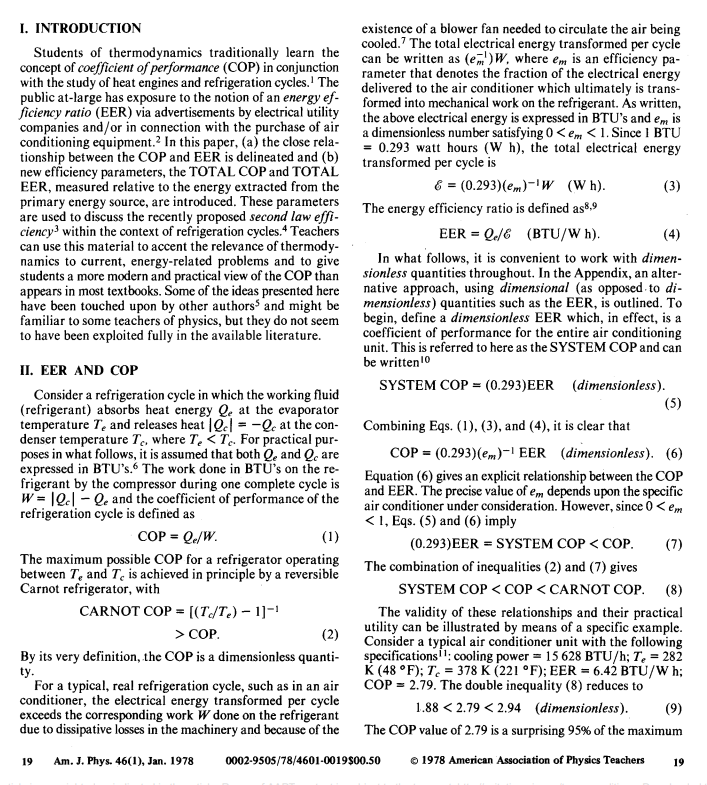 I. INTRODUCTION
Students of thermodynamics traditionally learn the
concept of coefficient of performance (COP) in conjunction
with the study of heat engines and refrigeration cycles.¹ The
public at-large has exposure to the notion of an energy ef-
ficiency ratio (EER) via advertisements by electrical utility
companies and/or in connection with the purchase of air
conditioning equipment.² In this paper, (a) the close rela-
tionship between the COP and EER is delineated and (b)
new efficiency parameters, the TOTAL COP and TOTAL
EER, measured relative to the energy extracted from the
primary energy source, are introduced. These parameters
are used to discuss the recently proposed second law effi-
ciency³ within the context of refrigeration cycles.⁴ Teachers
can use this material to accent the relevance of thermody-
namics to current, energy-related problems and to give
students a more modern and practical view of the COP than
appears in most textbooks. Some of the ideas presented here
have been touched upon by other authors⁵ and might be
familiar to some teachers of physics, but they do not seem
to have been exploited fully in the available literature.
II. EER AND COP
Consider a refrigeration cycle in which the working fluid
(refrigerant) absorbs heat energy Qₑ at the evaporator
temperature Tₑ and releases heat |Q_c| = −Q_c at the con-
denser temperature T_c, where Tₑ < T_c. For practical pur-
poses in what follows, it is assumed that both Qₑ and Q_c are
expressed in BTU's.⁶ The work done in BTU's on the re-
frigerant by the compressor during one complete cycle is
W = |Q_c| − Qₑ and the coefficient of performance of the
refrigeration cycle is defined as
COP = Qₑ/W. (1)
The maximum possible COP for a refrigerator operating
between Tₑ and T_c is achieved in principle by a reversible
Carnot refrigerator, with
CARNOT COP = [(T_c/Tₑ) − 1]⁻¹
> COP. (2)
By its very definition, the COP is a dimensionless quanti-
ty.
For a typical, real refrigeration cycle, such as in an air
conditioner, the electrical energy transformed per cycle
exceeds the corresponding work W done on the refrigerant
due to dissipative losses in the machinery and because of the
existence of a blower fan needed to circulate the air being
cooled.⁷ The total electrical energy transformed per cycle
can be written as (e_m⁻¹)W, where e_m is an efficiency pa-
rameter that denotes the fraction of the electrical energy
delivered to the air conditioner which ultimately is trans-
formed into mechanical work on the refrigerant. As written,
the above electrical energy is expressed in BTU's and e_m is
a dimensionless number satisfying 0 < e_m < 1. Since 1 BTU
= 0.293 watt hours (W h), the total electrical energy
transformed per cycle is
ℰ = (0.293)(e_m)⁻¹W (W h). (3)
The energy efficiency ratio is defined as⁸,⁹
EER = Qₑ/ℰ (BTU/W h). (4)
In what follows, it is convenient to work with dimen-
sionless quantities throughout. In the Appendix, an alter-
native approach, using dimensional (as opposed to di-
mensionless) quantities such as the EER, is outlined. To
begin, define a dimensionless EER which, in effect, is a
coefficient of performance for the entire air conditioning
unit. This is referred to here as the SYSTEM COP and can
be written¹⁰
SYSTEM COP = (0.293)EER (dimensionless).
(5)
Combining Eqs. (1), (3), and (4), it is clear that
COP = (0.293)(e_m)⁻¹ EER (dimensionless). (6)
Equation (6) gives an explicit relationship between the COP
and EER. The precise value of e_m depends upon the specific
air conditioner under consideration. However, since 0 < e_m
< 1, Eqs. (5) and (6) imply
(0.293)EER = SYSTEM COP < COP. (7)
The combination of inequalities (2) and (7) gives
SYSTEM COP < COP < CARNOT COP. (8)
The validity of these relationships and their practical
utility can be illustrated by means of a specific example.
Consider a typical air conditioner unit with the following
specifications¹¹: cooling power = 15 628 BTU/h; Tₑ = 282
K (48 °F); T_c = 378 K (221 °F); EER = 6.42 BTU/W h;
COP = 2.79. The double inequality (8) reduces to
1.88 < 2.79 < 2.94 (dimensionless). (9)
The COP value of 2.79 is a surprising 95% of the maximum
19 Am. J. Phys. 46(1), Jan. 1978 0002-9505/78/4601-0019$00.50 © 1978 American Association of Physics Teachers 19